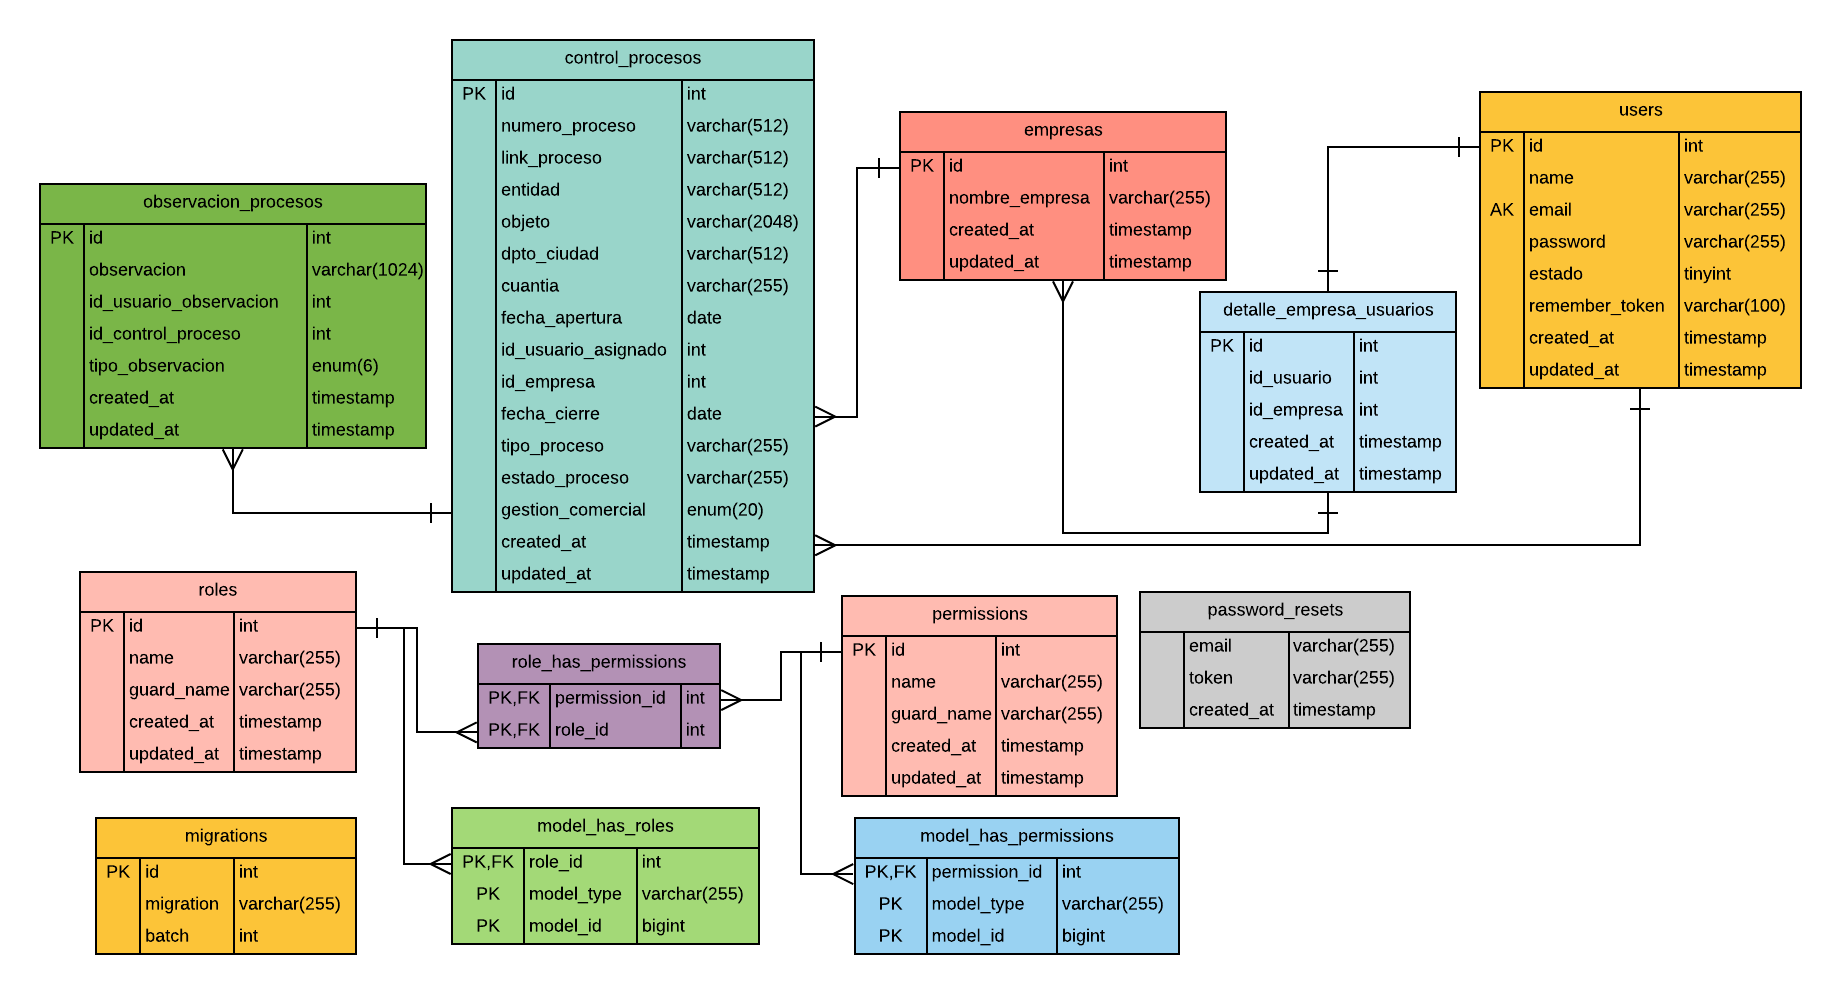 control_procesos
PK id int
numero_proceso varchar(512)
link_proceso varchar(512)
entidad varchar(512)
objeto varchar(2048)
dpto_ciudad varchar(512)
cuantia varchar(255)
fecha_apertura date
id_usuario_asignado int
id_empresa int
fecha_cierre date
tipo_proceso varchar(255)
estado_proceso varchar(255)
gestion_comercial enum(20)
created_at timestamp
updated_at timestamp
empresas
PK id int
nombre_empresa varchar(255)
created_at timestamp
updated_at timestamp
users
PK id int
name varchar(255)
AK email varchar(255)
password varchar(255)
estado tinyint
remember_token varchar(100)
created_at timestamp
updated_at timestamp
observacion_procesos
PK id int
observacion varchar(1024)
id_usuario_observacion int
id_control_proceso int
tipo_observacion enum(6)
created_at timestamp
updated_at timestamp
detalle_empresa_usuarios
PK id int
id_usuario int
id_empresa int
created_at timestamp
updated_at timestamp
roles
PK id int
name varchar(255)
guard_name varchar(255)
created_at timestamp
updated_at timestamp
role_has_permissions
PK,FK permission_id int
PK,FK role_id int
permissions
PK id int
name varchar(255)
guard_name varchar(255)
created_at timestamp
updated_at timestamp
password_resets
email varchar(255)
token varchar(255)
created_at timestamp
migrations
PK id int
migration varchar(255)
batch int
model_has_roles
PK,FK role_id int
PK model_type varchar(255)
PK model_id bigint
model_has_permissions
PK,FK permission_id int
PK model_type varchar(255)
PK model_id bigint